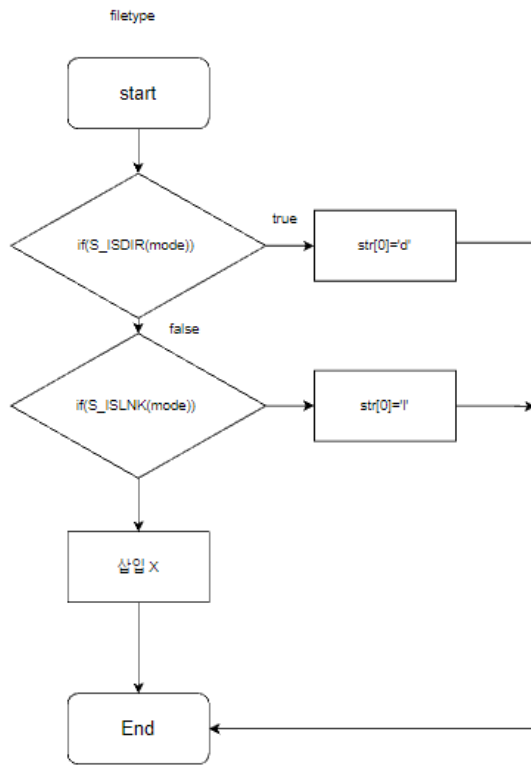 filetype
start
if(S_ISDIR(mode))
true
str[0]='d'
false
if(S_ISLNK(mode))
str[0]='l'
삽입 X
End